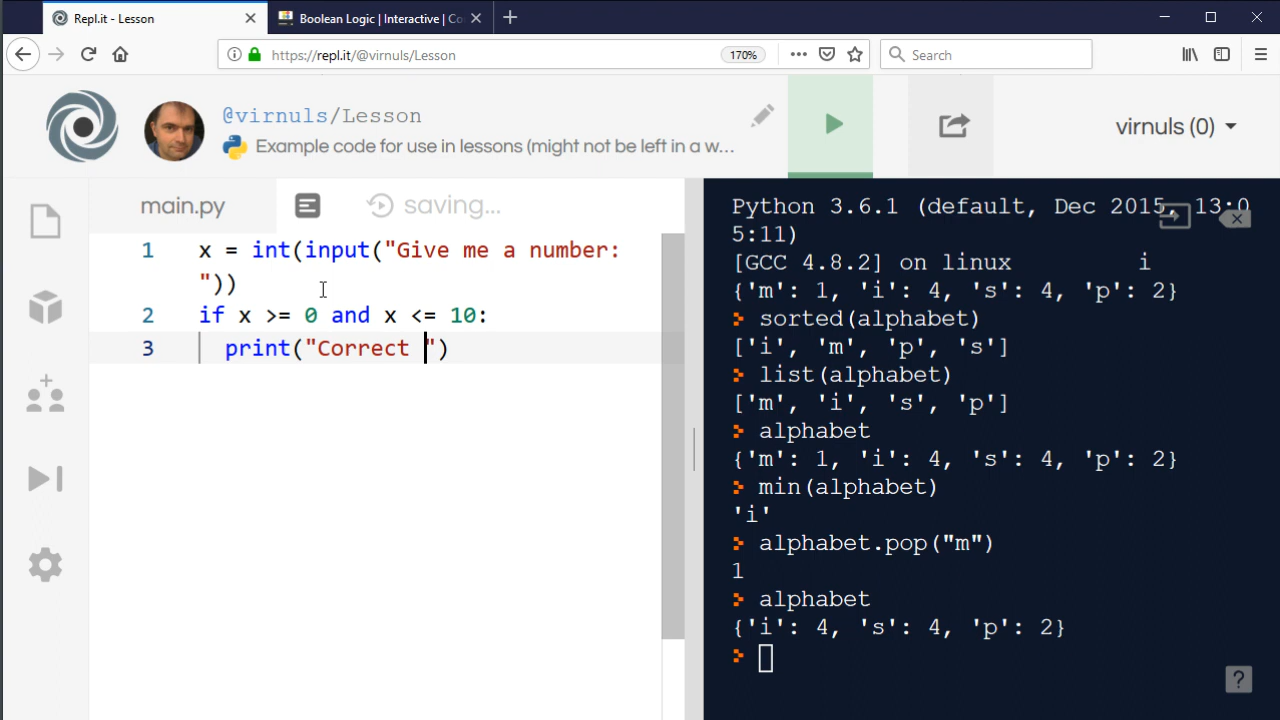 Repl.it - Lesson
Boolean Logic | Interactive | Co
https://repl.it/@virnuls/Lesson
170%
Search
@virnuls/Lesson
Example code for use in lessons (might not be left in a w...
virnuls (0)
main.py
saving...
1 x = int(input("Give me a number:
"))
2 if x >= 0 and x <= 10:
3 print("Correct ")
Python 3.6.1 (default, Dec 2015, 13:0
5:11)
[GCC 4.8.2] on linux i
{'m': 1, 'i': 4, 's': 4, 'p': 2}
sorted(alphabet)
['i', 'm', 'p', 's']
list(alphabet)
['m', 'i', 's', 'p']
alphabet
{'m': 1, 'i': 4, 's': 4, 'p': 2}
min(alphabet)
'i'
alphabet.pop("m")
1
alphabet
{'i': 4, 's': 4, 'p': 2}
?